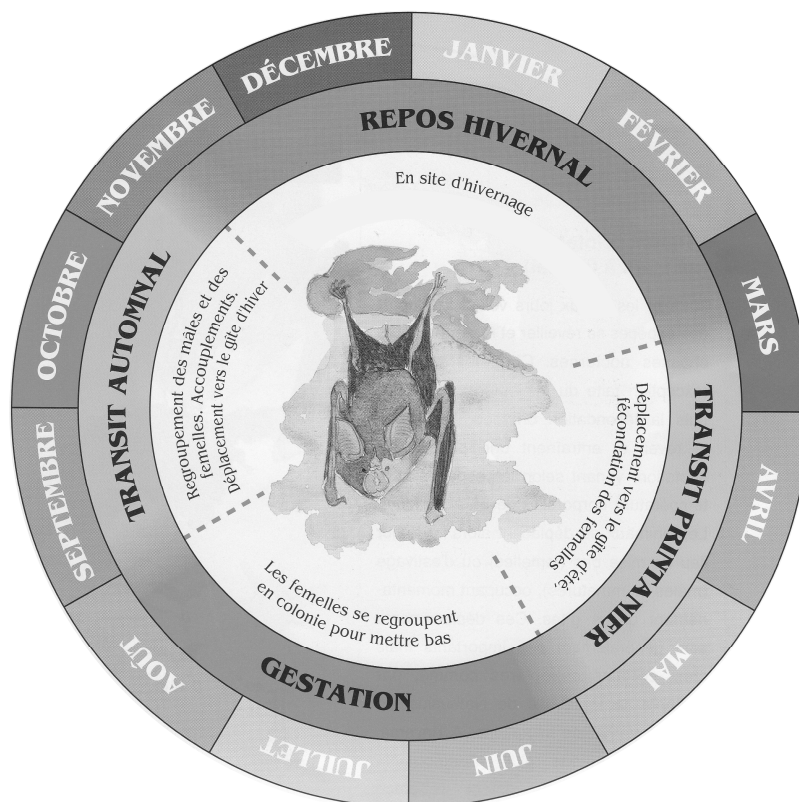 JANVIER
FÉVRIER
MARS
AVRIL
MAI
JUIN
JUILLET
AOÛT
SEPTEMBRE
OCTOBRE
NOVEMBRE
DÉCEMBRE
REPOS HIVERNAL
En site d'hivernage
TRANSIT PRINTANIER
Déplacement vers le gîte d'été,
fécondation des femelles
GESTATION
Les femelles se regroupent
en colonie pour mettre bas
TRANSIT AUTOMNAL
Regroupement des mâles et des
femelles. Accouplements.
Déplacement vers le gîte d'hiver